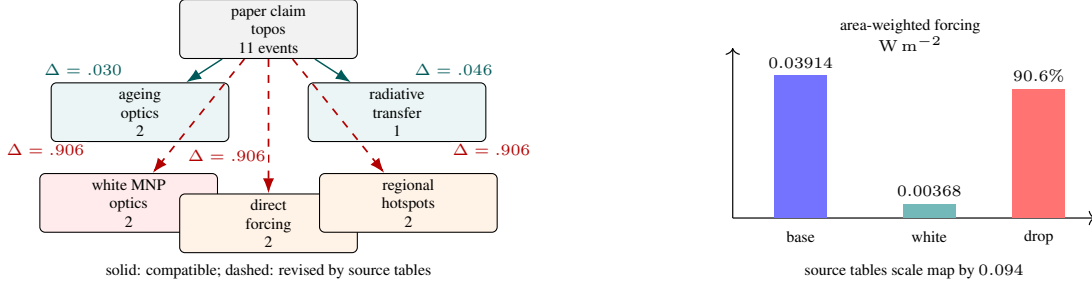 paper claim
topos
11 events
Δ = .030
Δ = .046
ageing
optics
2
radiative
transfer
1
Δ = .906
Δ = .906
Δ = .906
white MNP
optics
2
direct
forcing
2
regional
hotspots
2
solid: compatible; dashed: revised by source tables
area-weighted forcing
W m⁻²
0.03914
0.00368
90.6%
base
white
drop
source tables scale map by 0.094